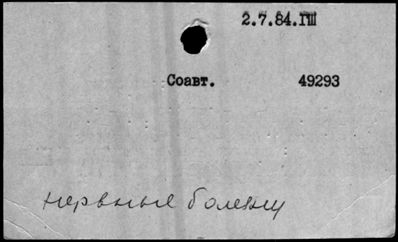 2.7.84.ГШ
Соавт. 49293
нервные болезни